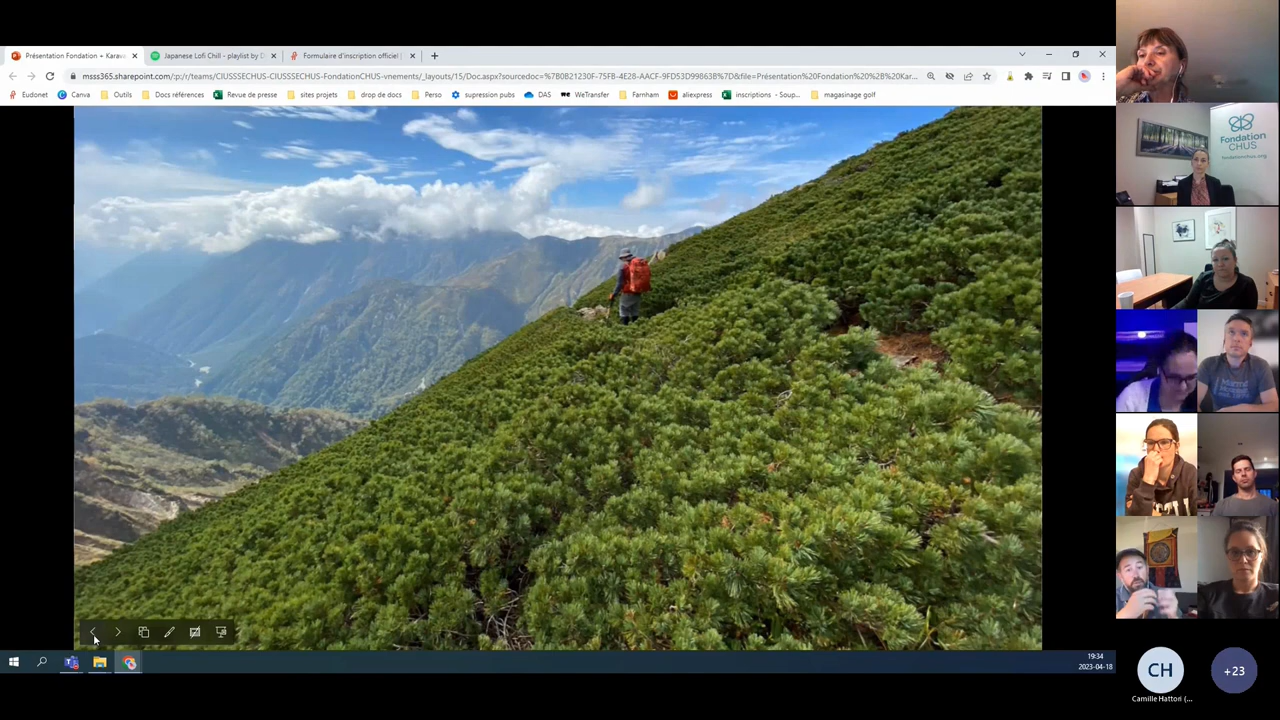 Présentation Fondation + Karave
Japanese Lofi Chill - playlist by D
Formulaire d'inscription officiel |
msss365.sharepoint.com/:p:/r/teams/CIUSSSECHUS-CIUSSSECHUS-FondationCHUS-vnements/_layouts/15/Doc.aspx?sourcedoc=%7B0B21230F-75FB-4E28-AACF-9FD53D99863B%7D&file=Présentation%20Fondation%20%2B%20Kar...
Eudonet
Canva
Outils
Docs références
Revue de presse
sites projets
drop de docs
Perso
supression pubs
DAS
WeTransfer
Farnham
aliexpress
inscriptions - Soup...
magasinage golf
Fondation
CHUS
fondationchus.org
19:34
2023-04-18
CH
+23
Camille Hattori (...